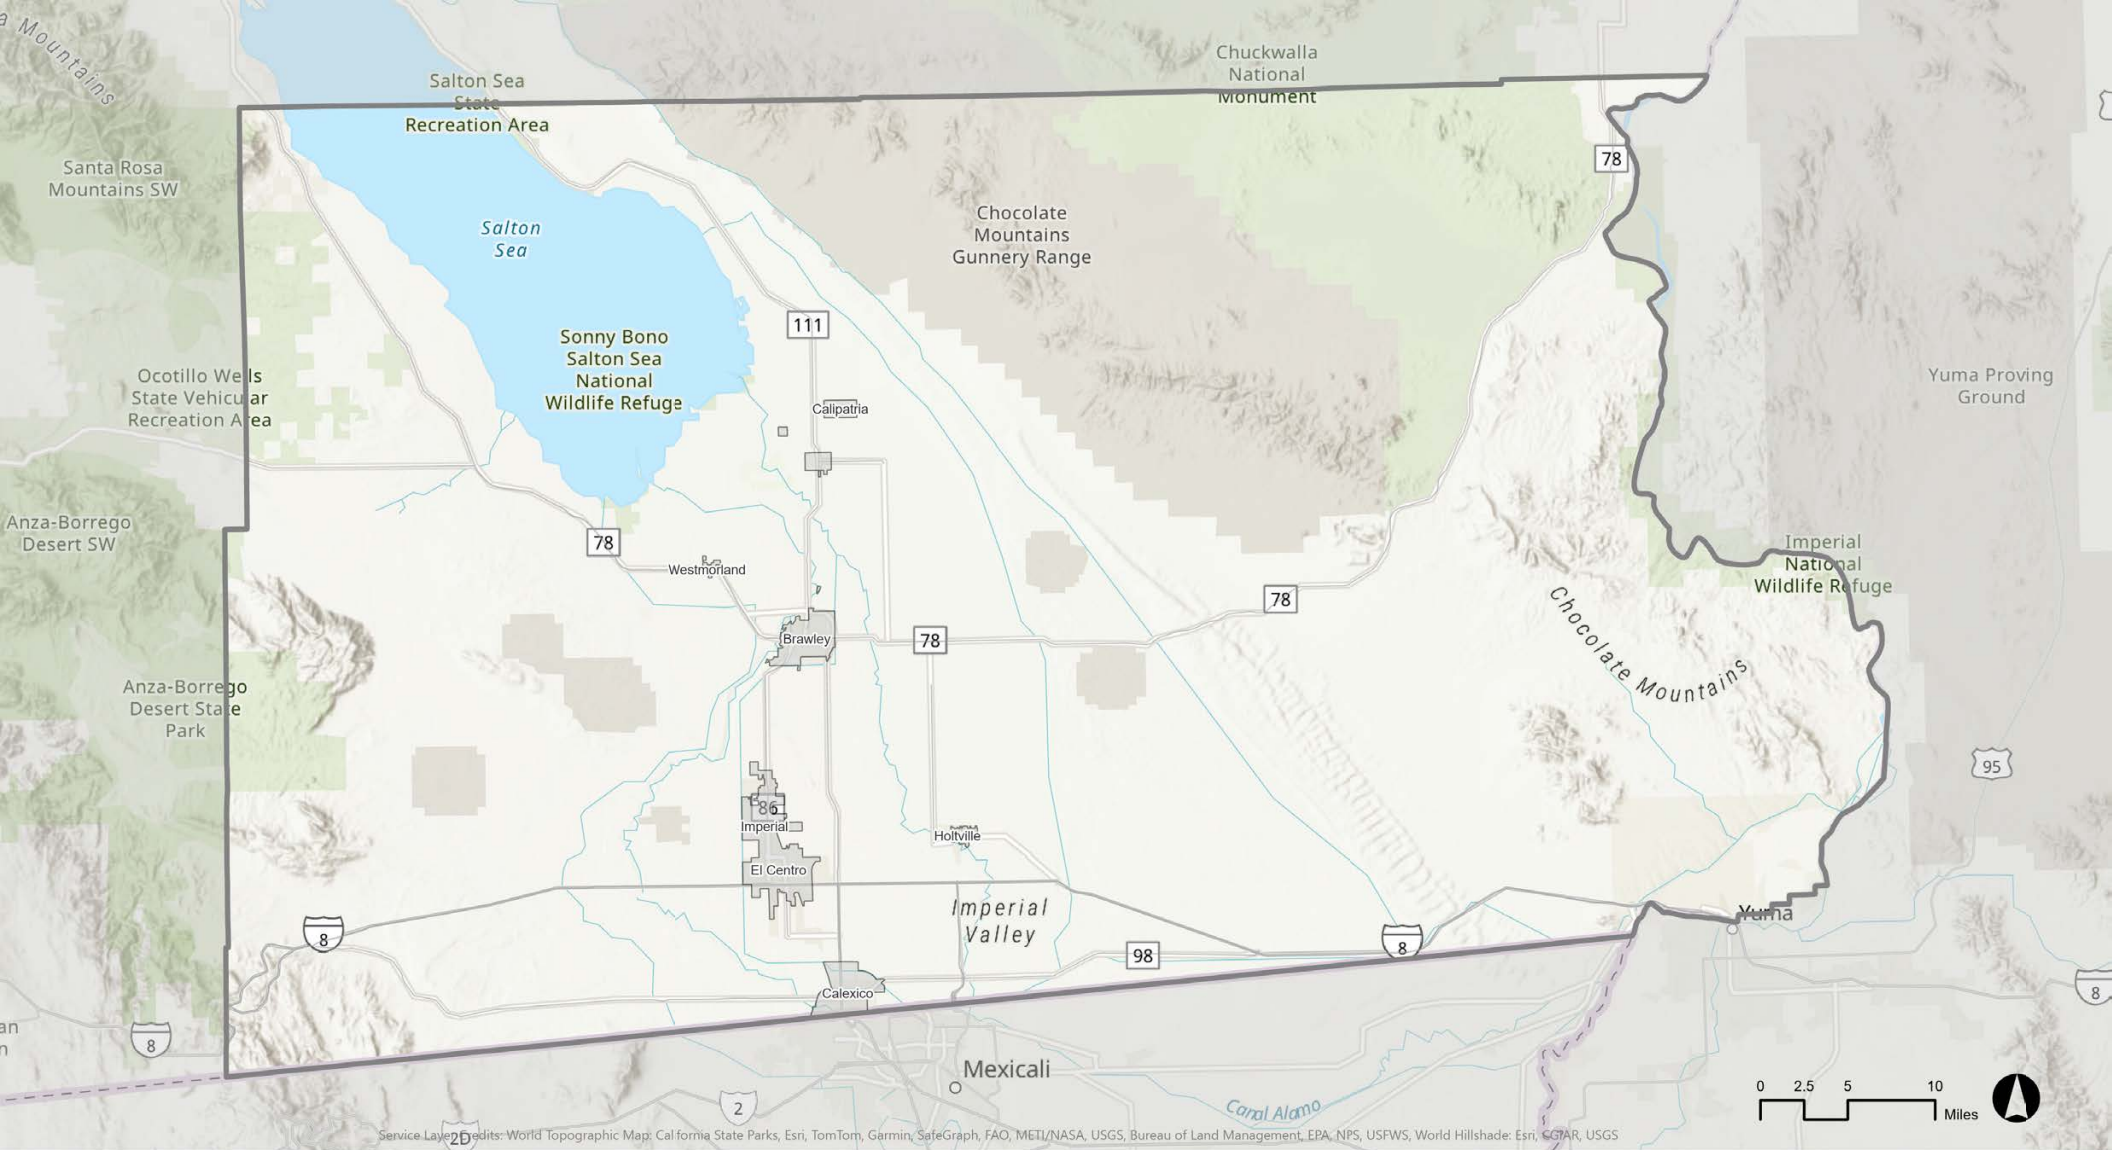 a Mountains
Chuckwalla
National
Monument
Salton Sea
State
Recreation Area
Santa Rosa
Mountains SW
78
Salton
Sea
Chocolate
Mountains
Gunnery Range
111
Sonny Bono
Salton Sea
National
Wildlife Refuge
Ocotillo Wells
State Vehicular
Recreation Area
Yuma Proving
Ground
Calipatria
Anza-Borrego
Desert SW
78
Westmorland
Imperial
National
Wildlife Refuge
78
Brawley
78
Chocolate Mountains
Anza-Borrego
Desert State
Park
95
86
Imperial
Holtville
El Centro
Imperial
Valley
Yuma
8
8
98
Calexico
8
8
an
n
Mexicali
2
Canal Alamo
2D
0 2.5 5 10
Miles
Service Layer Credits: World Topographic Map: California State Parks, Esri, TomTom, Garmin, SafeGraph, FAO, METI/NASA, USGS, Bureau of Land Management, EPA, NPS, USFWS, World Hillshade: Esri, CGIAR, USGS